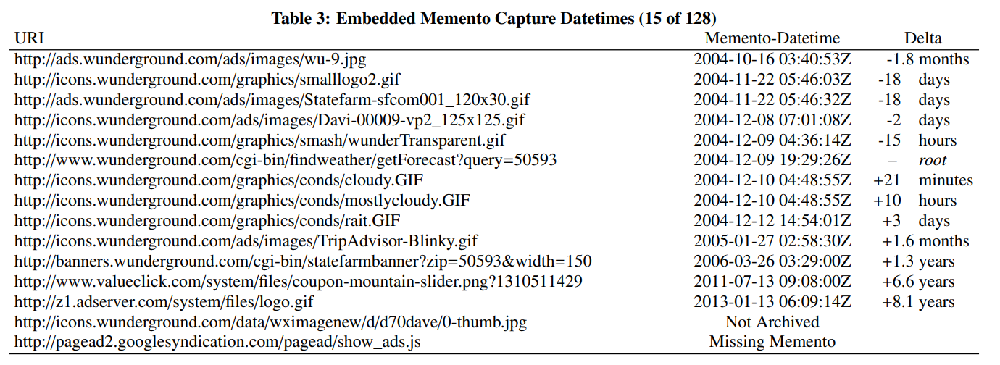 Table 3: Embedded Memento Capture Datetimes (15 of 128)
URI Memento-Datetime Delta
http://ads.wunderground.com/ads/images/wu-9.jpg 2004-10-16 03:40:53Z -1.8 months
http://icons.wunderground.com/graphics/smalllogo2.gif 2004-11-22 05:46:03Z -18 days
http://ads.wunderground.com/ads/images/Statefarm-sfcom001_120x30.gif 2004-11-22 05:46:32Z -18 days
http://icons.wunderground.com/ads/images/Davi-00009-vp2_125x125.gif 2004-12-08 07:01:08Z -2 days
http://icons.wunderground.com/graphics/smash/wunderTransparent.gif 2004-12-09 04:36:14Z -15 hours
http://www.wunderground.com/cgi-bin/findweather/getForecast?query=50593 2004-12-09 19:29:26Z – root
http://icons.wunderground.com/graphics/conds/cloudy.GIF 2004-12-10 04:48:55Z +21 minutes
http://icons.wunderground.com/graphics/conds/mostlycloudy.GIF 2004-12-10 04:48:55Z +10 hours
http://icons.wunderground.com/graphics/conds/rait.GIF 2004-12-12 14:54:01Z +3 days
http://icons.wunderground.com/ads/images/TripAdvisor-Blinky.gif 2005-01-27 02:58:30Z +1.6 months
http://banners.wunderground.com/cgi-bin/statefarmbanner?zip=50593&width=150 2006-03-26 03:29:00Z +1.3 years
http://www.valueclick.com/system/files/coupon-mountain-slider.png?1310511429 2011-07-13 09:08:00Z +6.6 years
http://z1.adserver.com/system/files/logo.gif 2013-01-13 06:09:14Z +8.1 years
http://icons.wunderground.com/data/wximagenew/d/d70dave/0-thumb.jpg Not Archived
http://pagead2.googlesyndication.com/pagead/show_ads.js Missing Memento